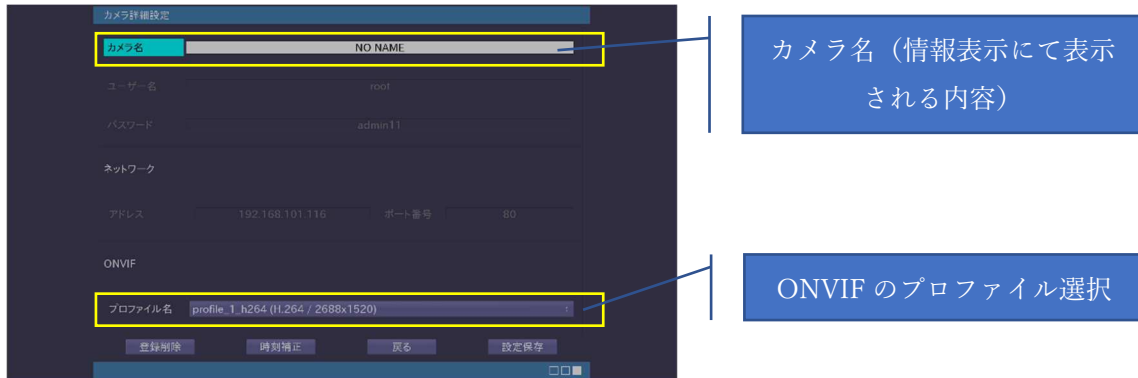 カメラ詳細設定
カメラ名 NO NAME
ユーザー名 root
パスワード admin11
ネットワーク
アドレス 192.168.101.116 ポート番号 80
ONVIF
プロファイル名 profile_1_h264 (H.264 / 2688x1520)
登録削除 時刻補正 戻る 設定保存
カメラ名（情報表示にて表示
される内容）
ONVIF のプロファイル選択